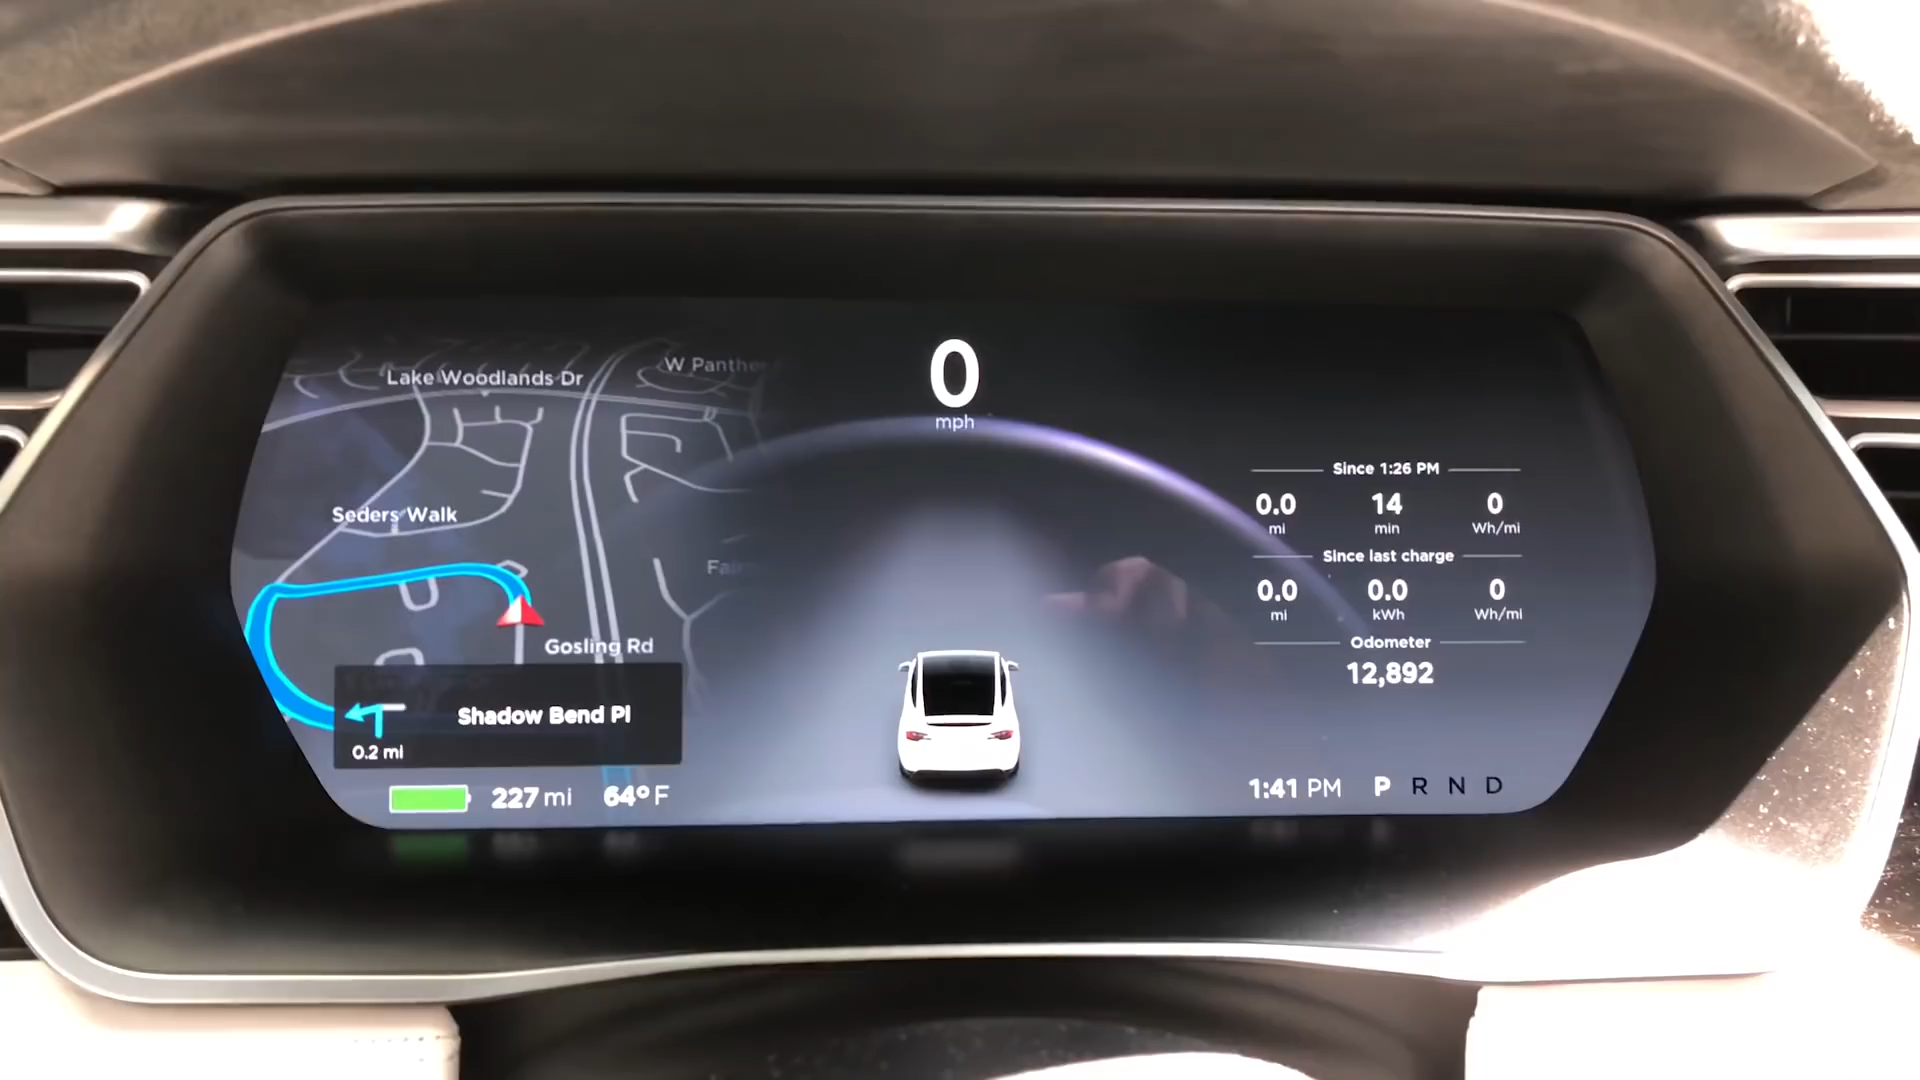 Lake Woodlands Dr
W Panther
Seders Walk
Gosling Rd
Shadow Bend Pl
0.2 mi
227 mi 64°F
0
mph
Since 1:26 PM
0.0 14 0
mi min Wh/mi
Since last charge
0.0 0.0 0
mi kWh Wh/mi
Odometer
12,892
1:41 PM P R N D